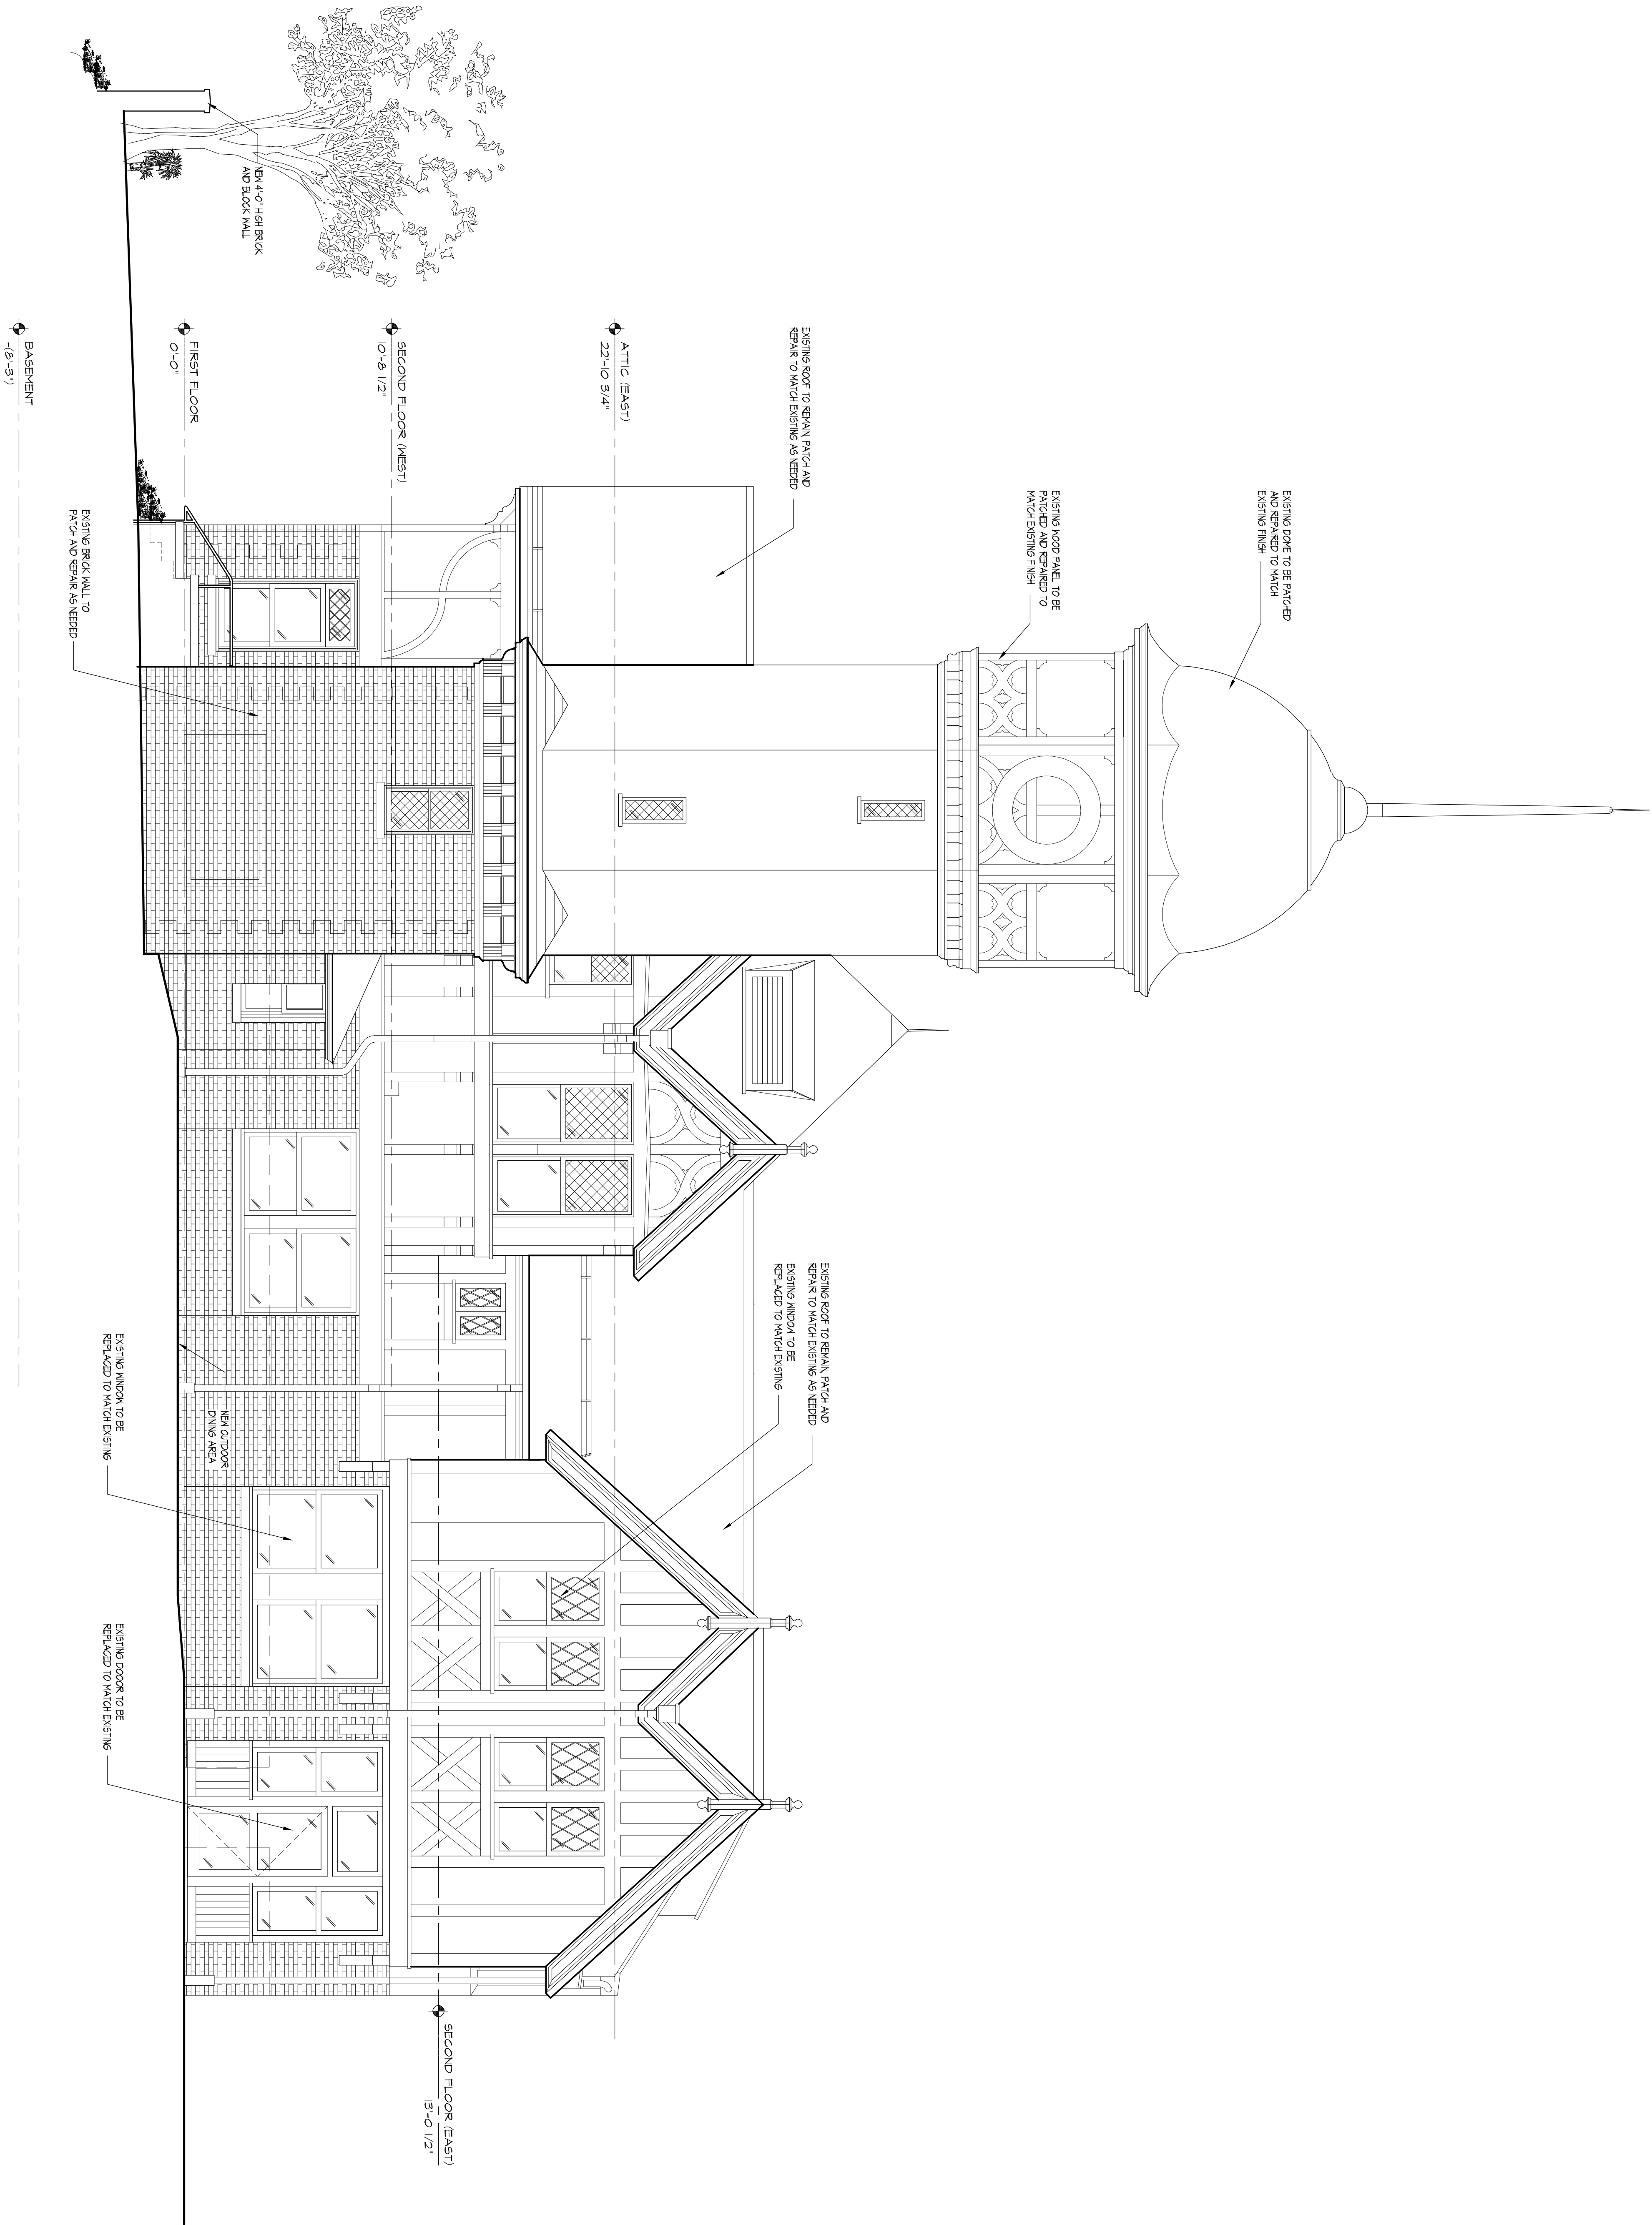 EXISTING DOME TO BE PATCHED
AND REPAIRED TO MATCH
EXISTING FINISH
EXISTING WOOD PANEL TO BE
PATCHED AND REPAIRED TO
MATCH EXISTING FINISH
EXISTING ROOF TO REMAIN, PATCH AND
REPAIR TO MATCH EXISTING AS NEEDED
EXISTING ROOF TO REMAIN, PATCH AND
REPAIR TO MATCH EXISTING AS NEEDED
EXISTING WINDOW TO BE
REPLACED TO MATCH EXISTING
ATTIC (EAST)
22'-10 3/4"
SECOND FLOOR (EAST)
13'-0 1/2"
SECOND FLOOR (WEST)
10'-8 1/2"
NEW 4'-0" HIGH BRICK
AND BLOCK WALL
NEW OUTDOOR
DINING AREA
FIRST FLOOR
0'-0"
EXISTING BRICK WALL TO
PATCH AND REPAIR AS NEEDED
EXISTING WINDOW TO BE
REPLACED TO MATCH EXISTING
EXISTING DOOOR TO BE
REPLACED TO MATCH EXISTING
BASEMENT
-(8'-3")